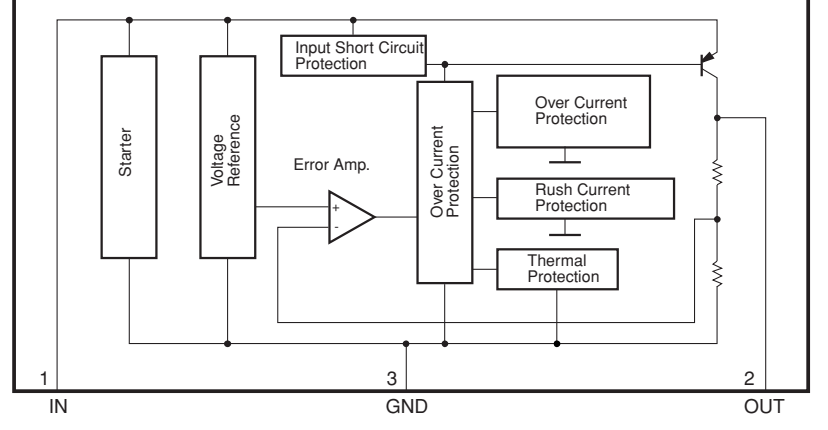 Input Short Circuit
Protection
Starter
Voltage
Reference
Error Amp.
+
-
Over Current
Protection
Over Current
Protection
Rush Current
Protection
Thermal
Protection
1
3
2
IN
GND
OUT